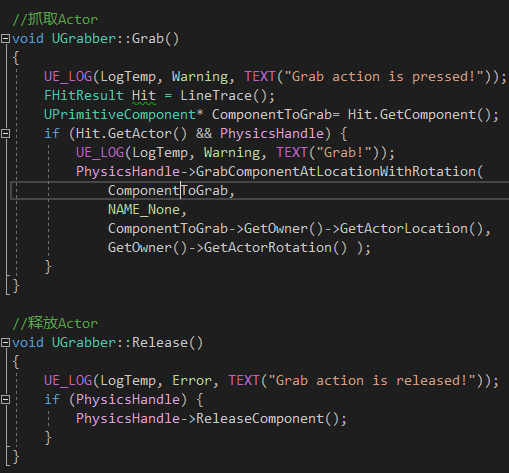 //抓取Actor
void UGrabber::Grab()
{
UE_LOG(LogTemp, Warning, TEXT("Grab action is pressed!"));
FHitResult Hit = LineTrace();
UPrimitiveComponent* ComponentToGrab= Hit.GetComponent();
if (Hit.GetActor() && PhysicsHandle) {
UE_LOG(LogTemp, Warning, TEXT("Grab!"));
PhysicsHandle->GrabComponentAtLocationWithRotation(
ComponentToGrab,
NAME_None,
ComponentToGrab->GetOwner()->GetActorLocation(),
GetOwner()->GetActorRotation() );
}
}
//释放Actor
void UGrabber::Release()
{
UE_LOG(LogTemp, Error, TEXT("Grab action is released!"));
if (PhysicsHandle) {
PhysicsHandle->ReleaseComponent();
}
}